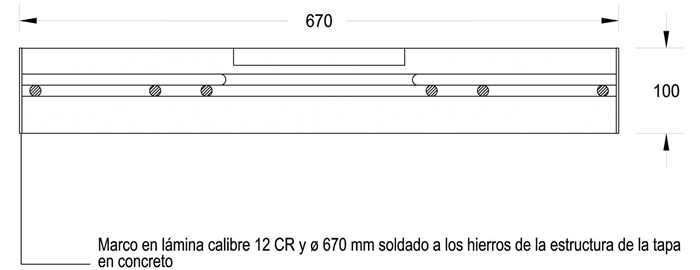 670
100
Marco en lámina calibre 12 CR y ø 670 mm soldado a los hierros de la estructura de la tapa
en concreto